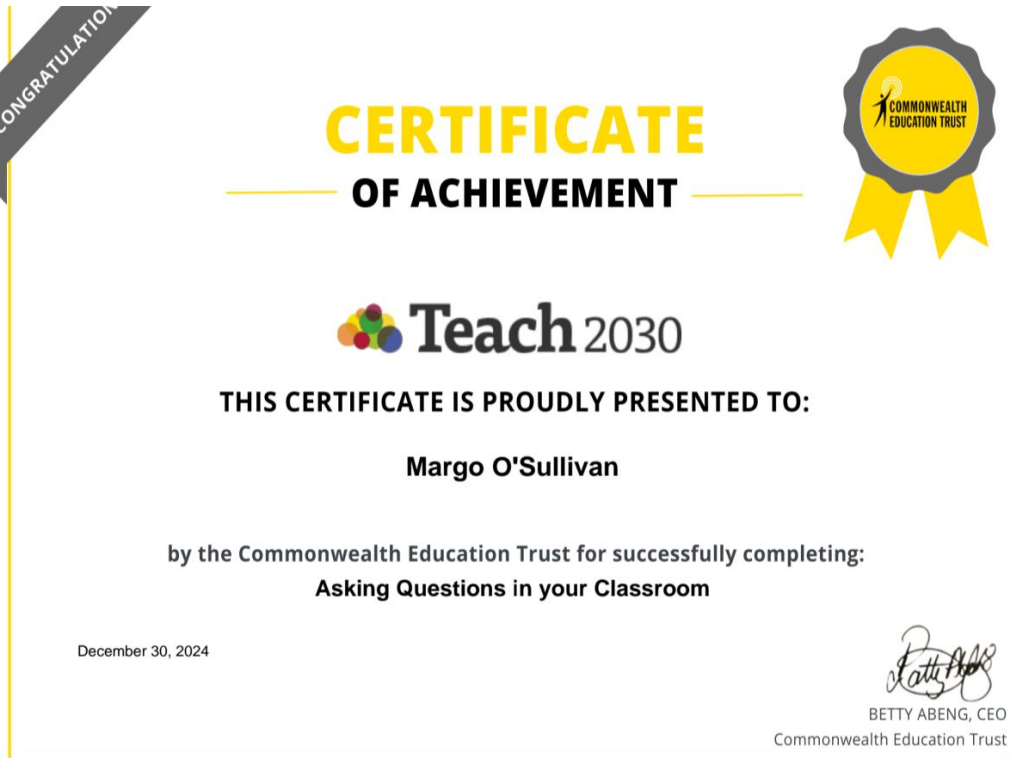 CONGRATULATION
CERTIFICATE
OF ACHIEVEMENT
COMMONWEALTH
EDUCATION TRUST
Teach 2030
THIS CERTIFICATE IS PROUDLY PRESENTED TO:
Margo O'Sullivan
by the Commonwealth Education Trust for successfully completing:
Asking Questions in your Classroom
December 30, 2024
BETTY ABENG, CEO
Commonwealth Education Trust